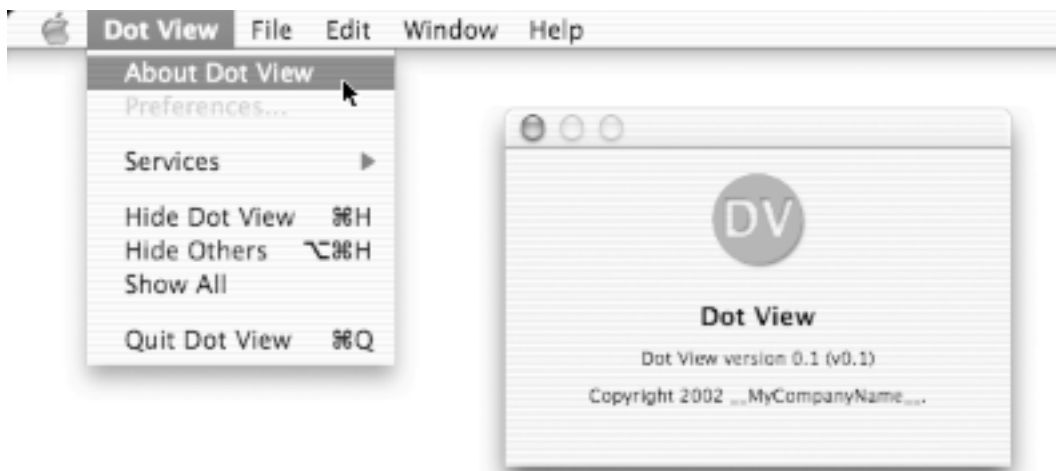 Dot View File Edit Window Help
About Dot View
Preferences...
Services
Hide Dot View ⌘H
Hide Others ⌥⌘H
Show All
Quit Dot View ⌘Q
DV
Dot View
Dot View version 0.1 (v0.1)
Copyright 2002 __MyCompanyName__.